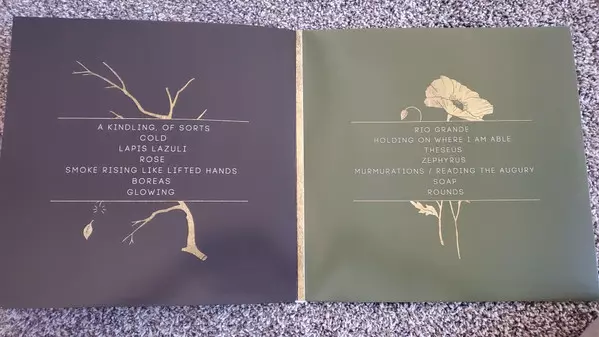 A KINDLING, OF SORTS
COLD
LAPIS LAZULI
ROSE
SMOKE RISING LIKE LIFTED HANDS
BOREAS
GLOWING
RIO GRANDE
HOLDING ON WHERE I AM ABLE
THESEUS
ZEPHYRUS
MURMURATIONS / READING THE AUGURY
SOAP
ROUNDS